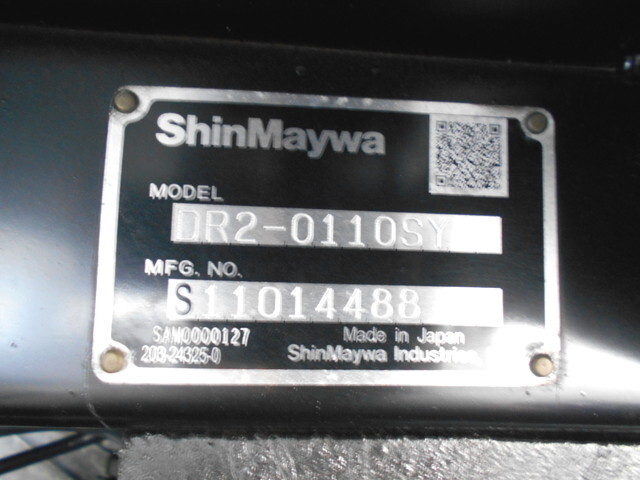 ShinMaywa
MODEL
DR2-0110SY
MFG. NO.
S11014488
SAM0000127
Made in Japan
208-24325-0
ShinMaywa Industries